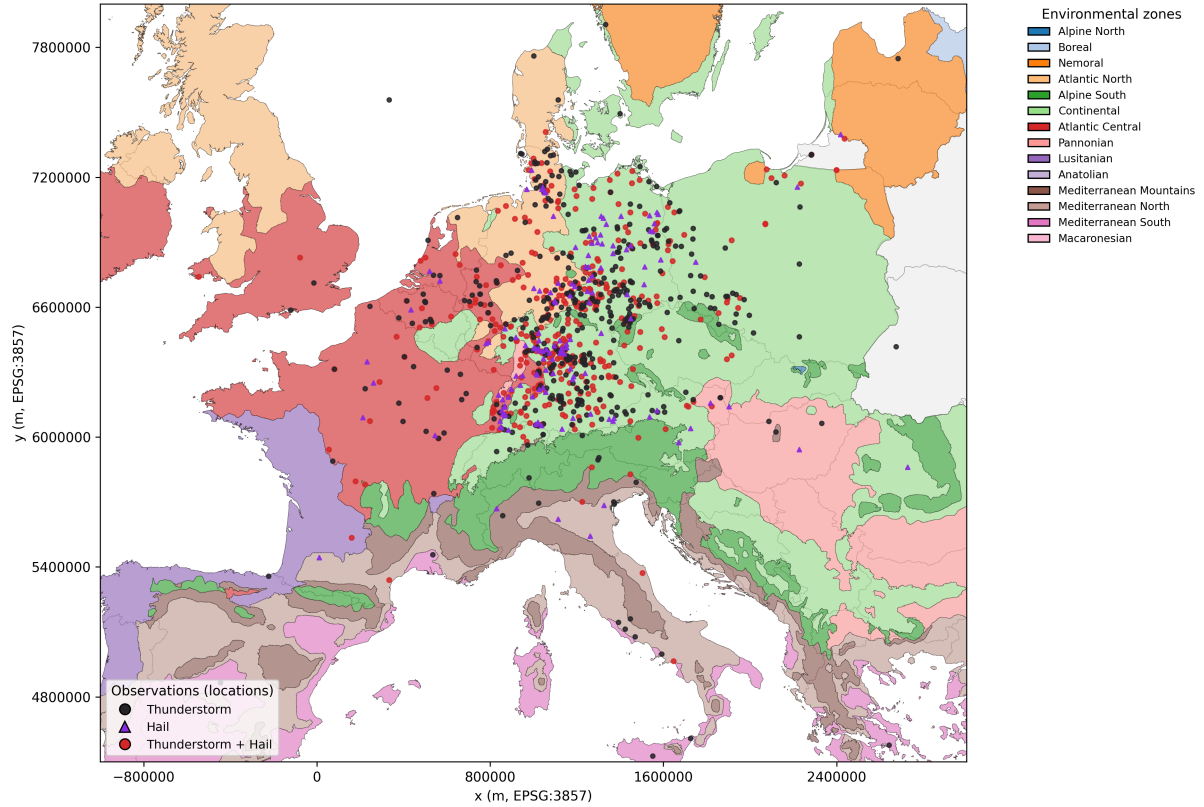 Environmental zones
Alpine North
Boreal
Nemoral
Atlantic North
Alpine South
Continental
Atlantic Central
Pannonian
Lusitanian
Anatolian
Mediterranean Mountains
Mediterranean North
Mediterranean South
Macaronesian
7800000
7200000
6600000
6000000
5400000
4800000
y (m, EPSG:3857)
Observations (locations)
Thunderstorm
Hail
Thunderstorm + Hail
−800000
0
800000
1600000
2400000
x (m, EPSG:3857)